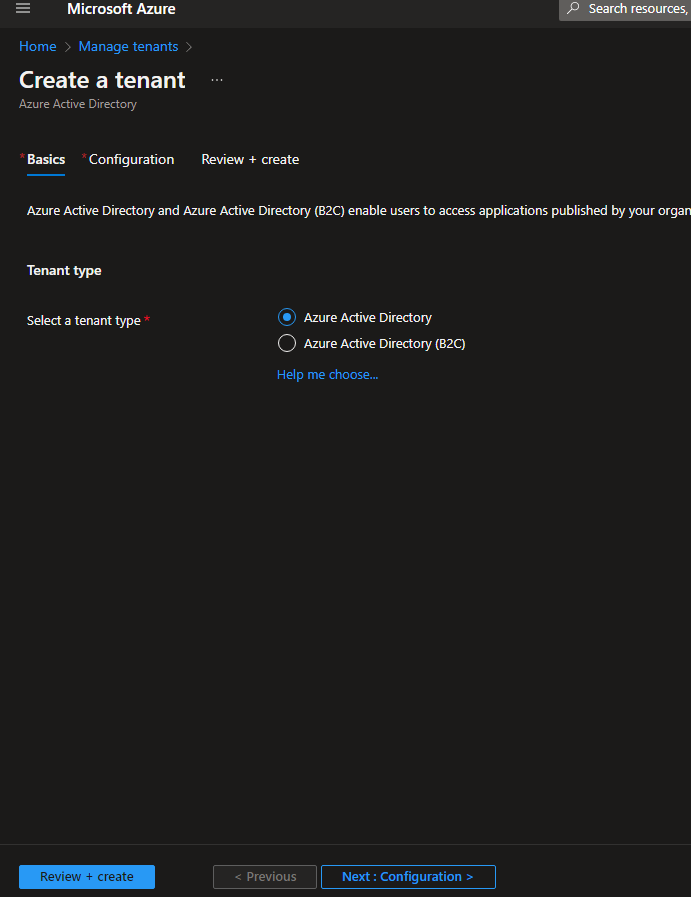 Microsoft Azure
Search resources,
Home > Manage tenants >
Create a tenant ...
Azure Active Directory
* Basics * Configuration Review + create
Azure Active Directory and Azure Active Directory (B2C) enable users to access applications published by your organ
Tenant type
Select a tenant type *
Azure Active Directory
Azure Active Directory (B2C)
Help me choose...
Review + create < Previous Next : Configuration >